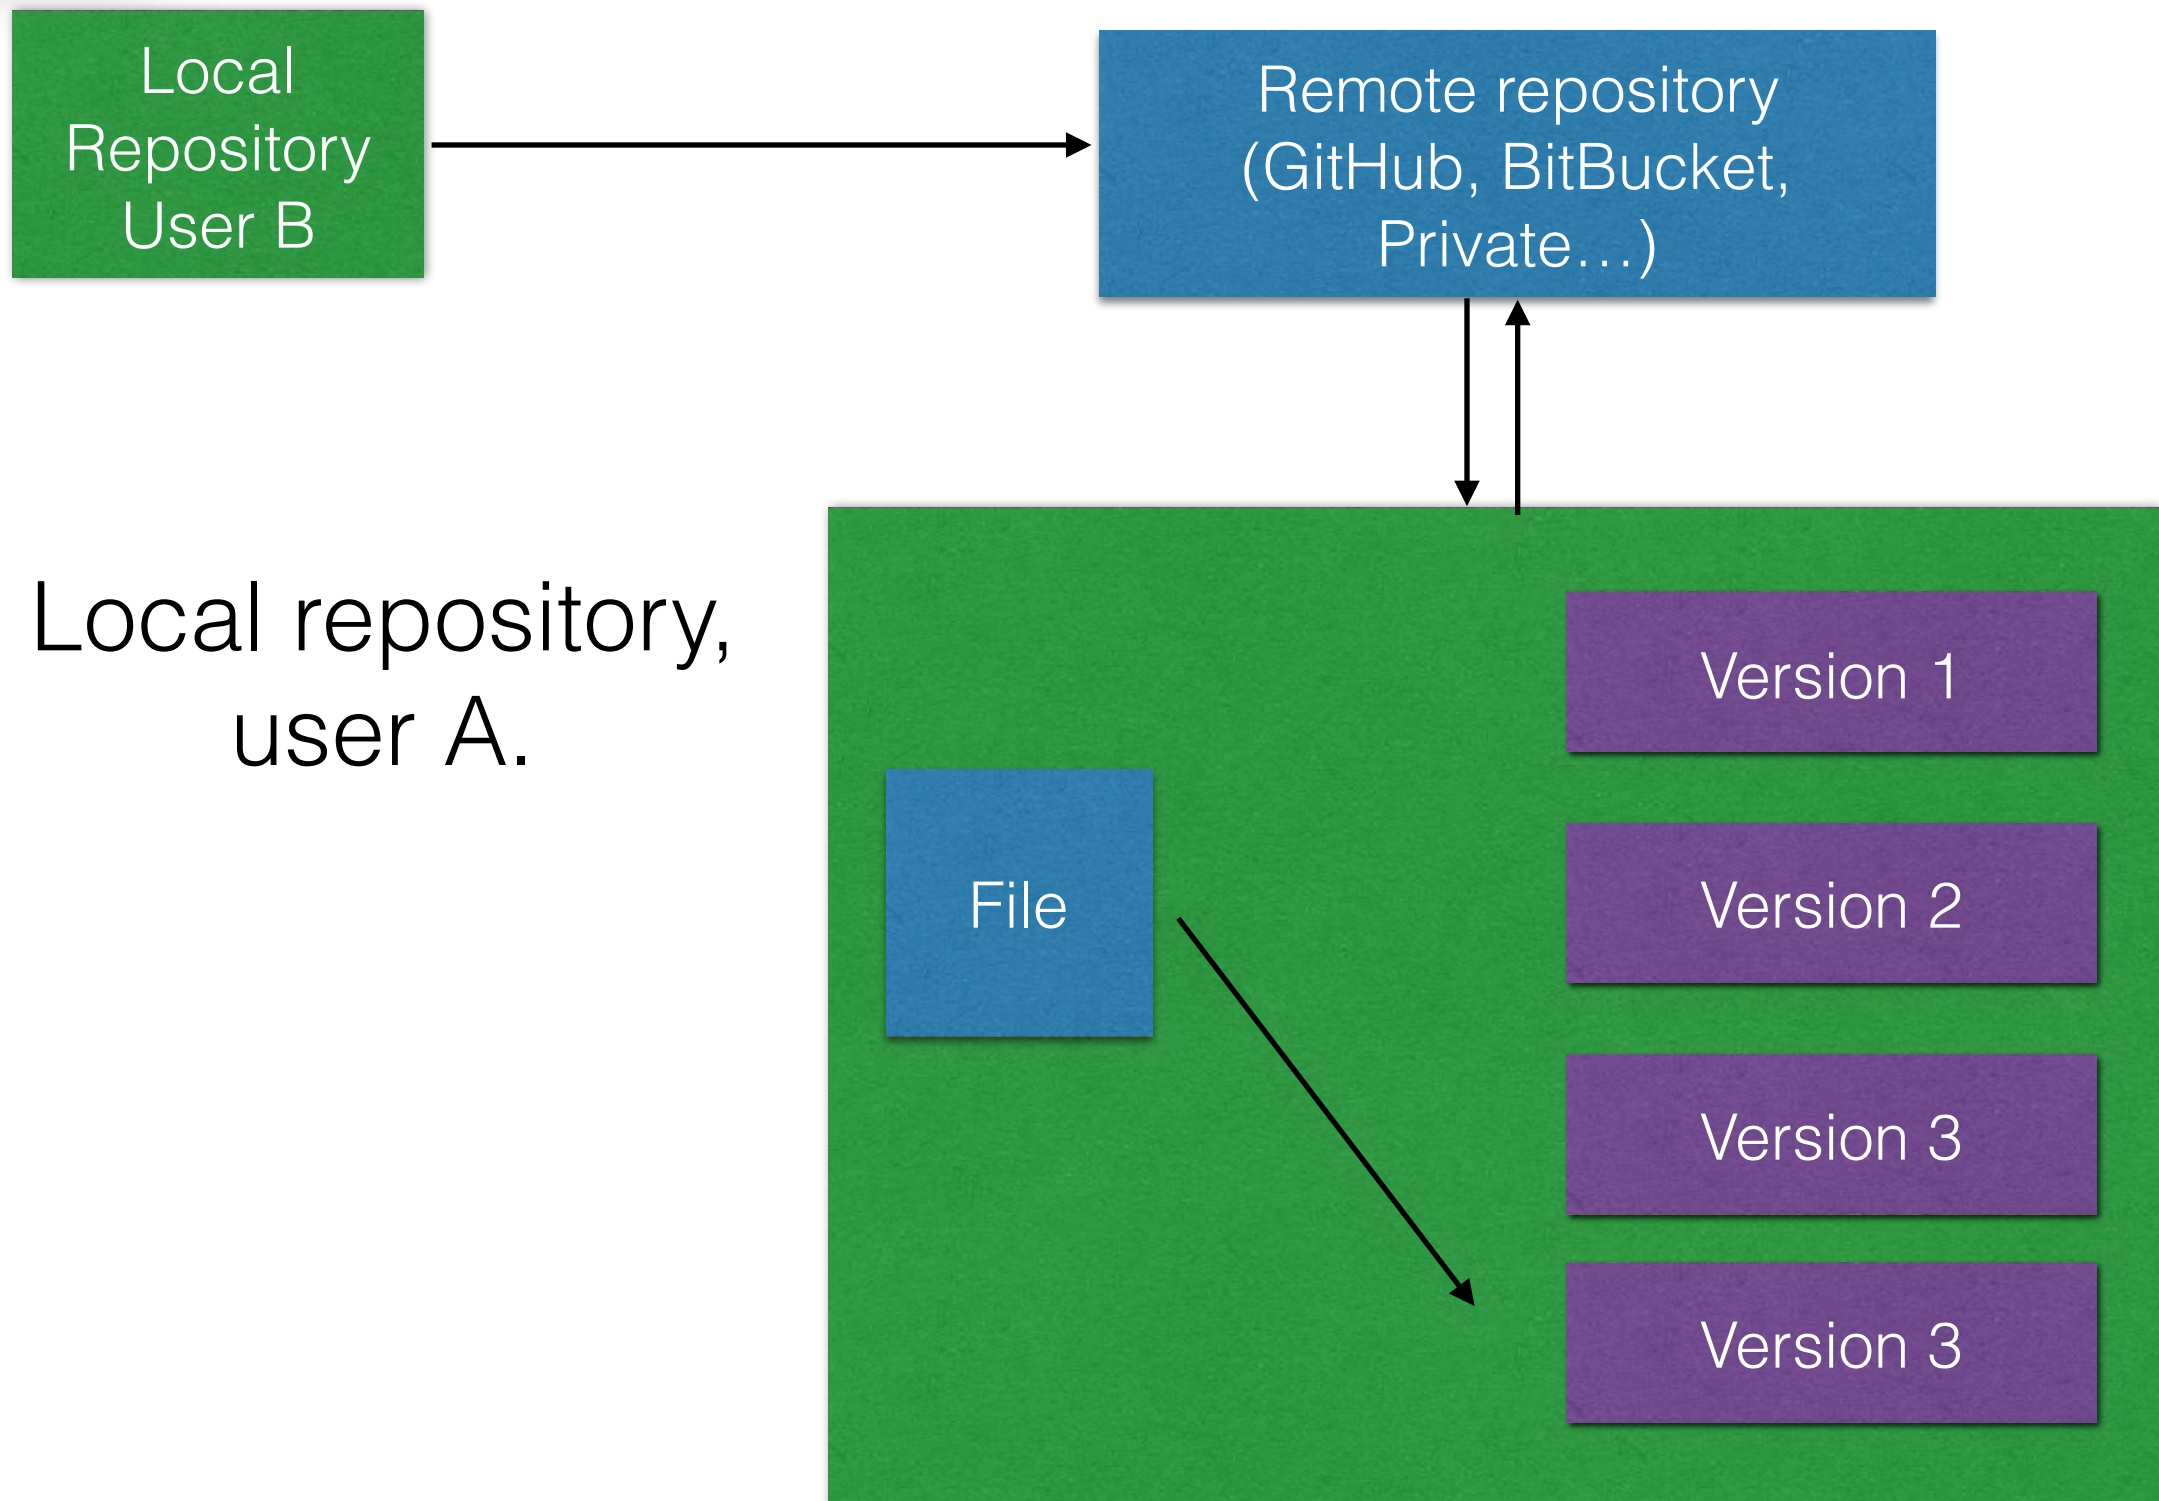 Local
Repository
User B
Remote repository
(GitHub, BitBucket,
Private…)
Local repository,
user A.
File
Version 1
Version 2
Version 3
Version 3